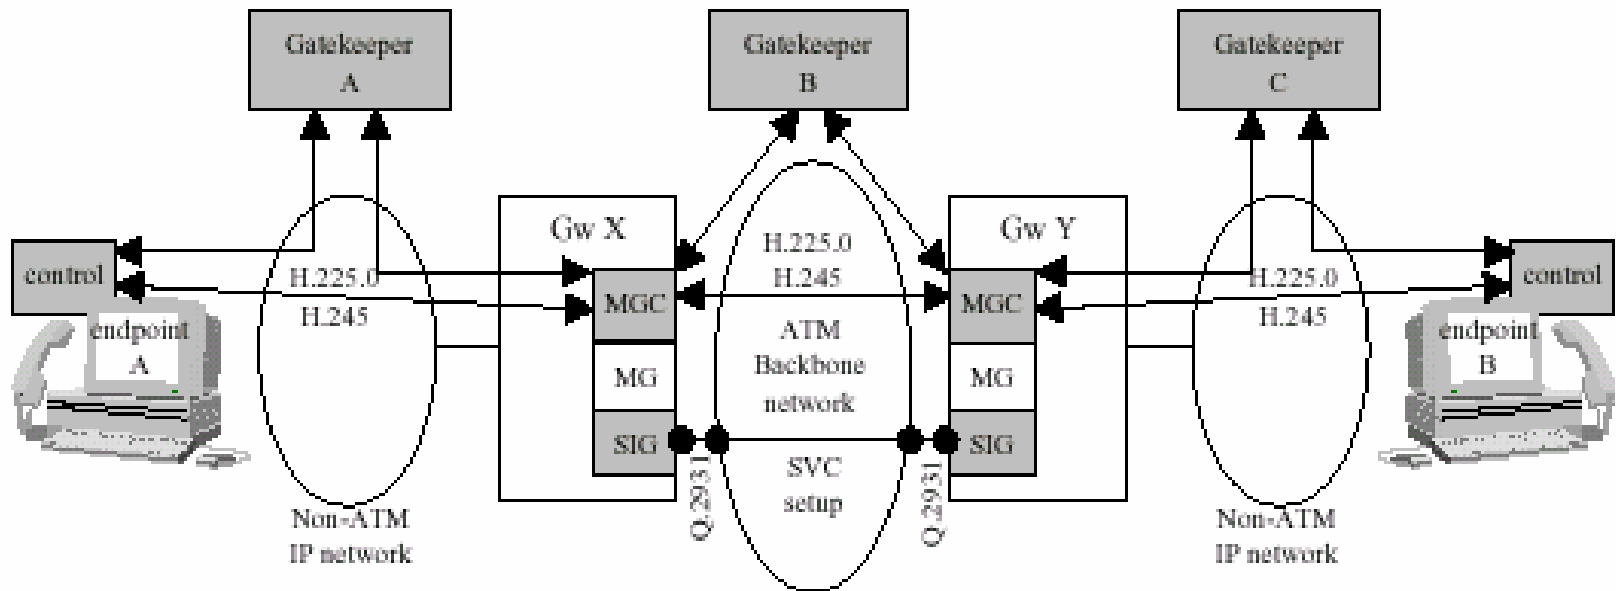 Gatekeeper
A
Gatekeeper
B
Gatekeeper
C
Gw X
Gw Y
control
endpoint
A
H.225.0
H.245
MGC
MG
SIG
H.225.0
H.245
ATM
Backbone
network
SVC
setup
Q.2931
Q.2931
MGC
MG
SIG
H.225.0
H.245
control
endpoint
B
Non-ATM
IP network
Non-ATM
IP network